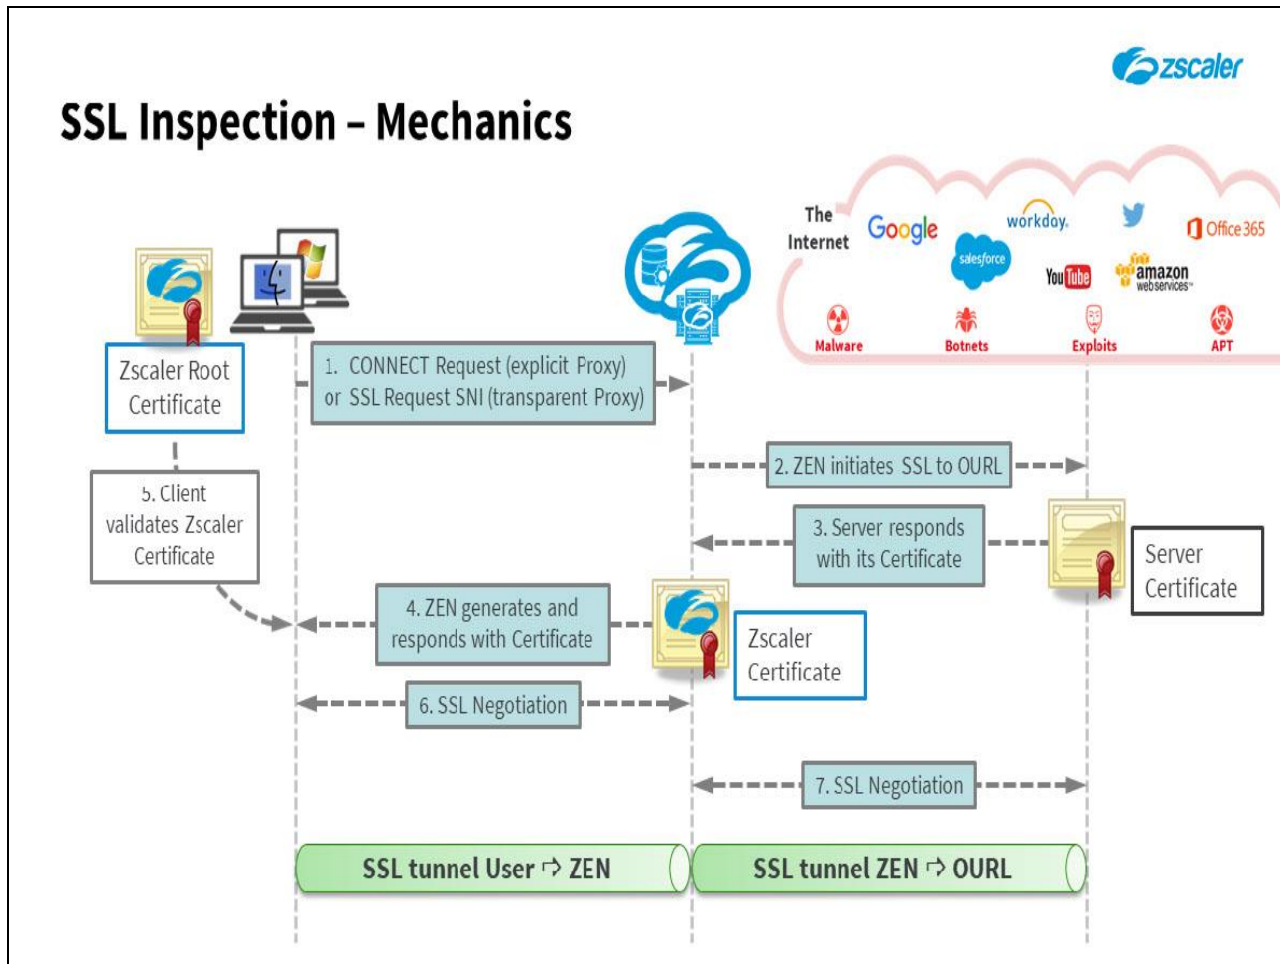 zscaler
SSL Inspection – Mechanics
The
Internet
Google
workday.
Office 365
salesforce
YouTube
amazon
webservices™
Malware
Botnets
Exploits
APT
Zscaler Root
Certificate
1. CONNECT Request (explicit Proxy)
or SSL Request SNI (transparent Proxy)
2. ZEN initiates SSL to OURL
5. Client
validates Zscaler
Certificate
3. Server responds
with its Certificate
Server
Certificate
4. ZEN generates and
responds with Certificate
Zscaler
Certificate
6. SSL Negotiation
7. SSL Negotiation
SSL tunnel User ⇨ ZEN
SSL tunnel ZEN ⇨ OURL